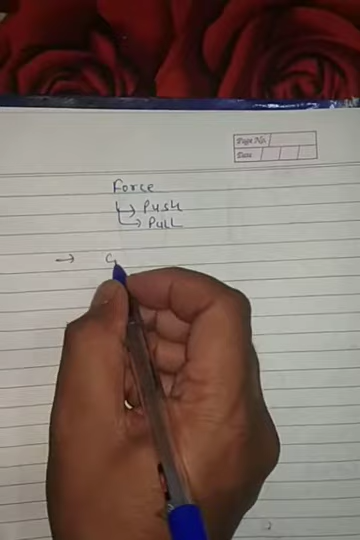 Page No.
Date
Force
→ Push
→ Pull
→